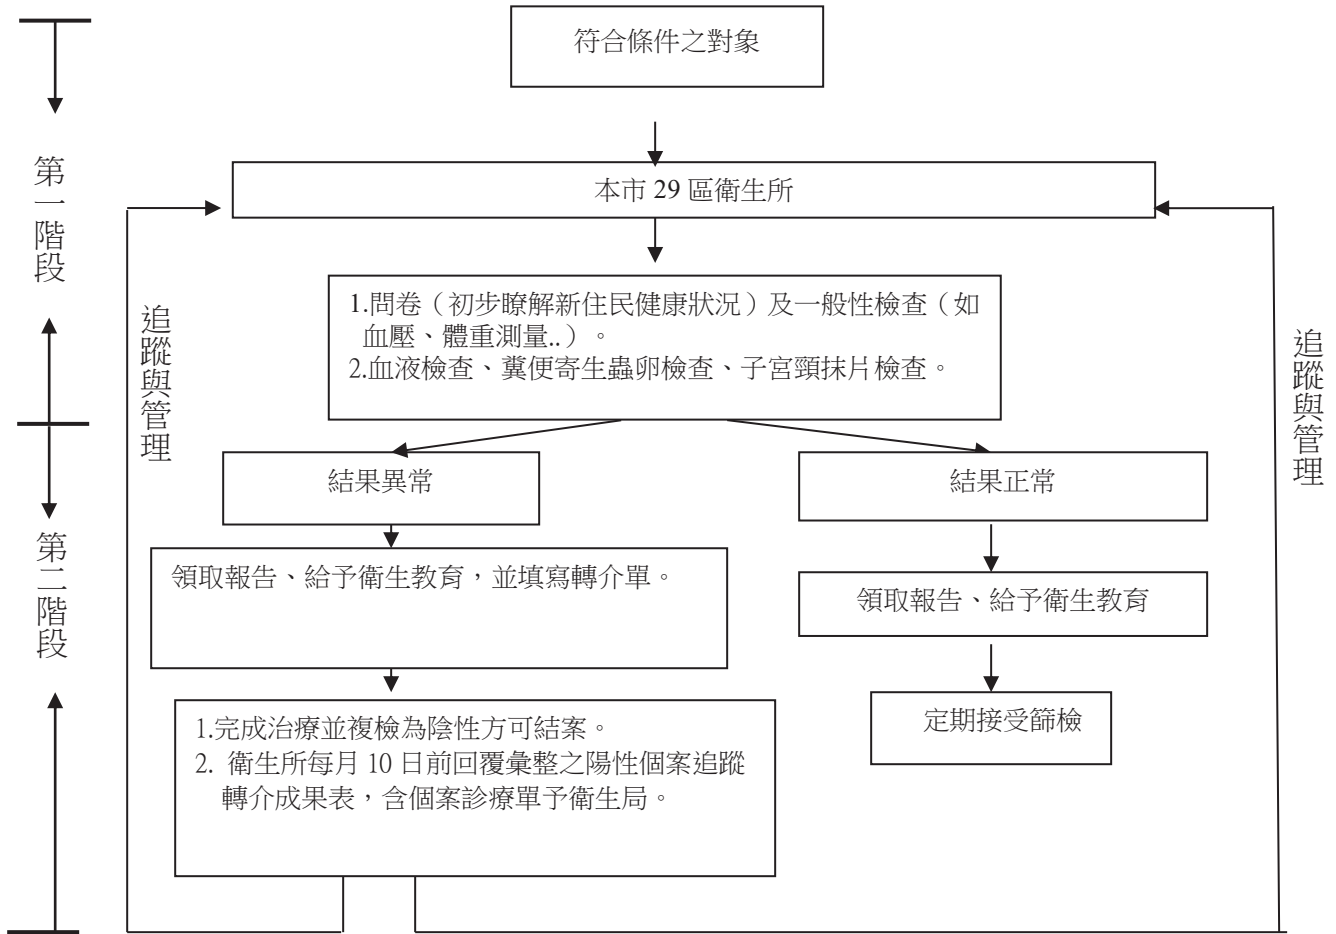 符合條件之對象
本市 29 區衛生所
第一階段
1.問卷（初步瞭解新住民健康狀況）及一般性檢查（如
血壓、體重測量..）。
2.血液檢查、糞便寄生蟲卵檢查、子宮頸抹片檢查。
追蹤與管理
追蹤與管理
結果異常
結果正常
第二階段
領取報告、給予衛生教育，並填寫轉介單。
領取報告、給予衛生教育
1.完成治療並複檢為陰性方可結案。
2. 衛生所每月 10 日前回覆彙整之陽性個案追蹤
轉介成果表，含個案診療單予衛生局。
定期接受篩檢